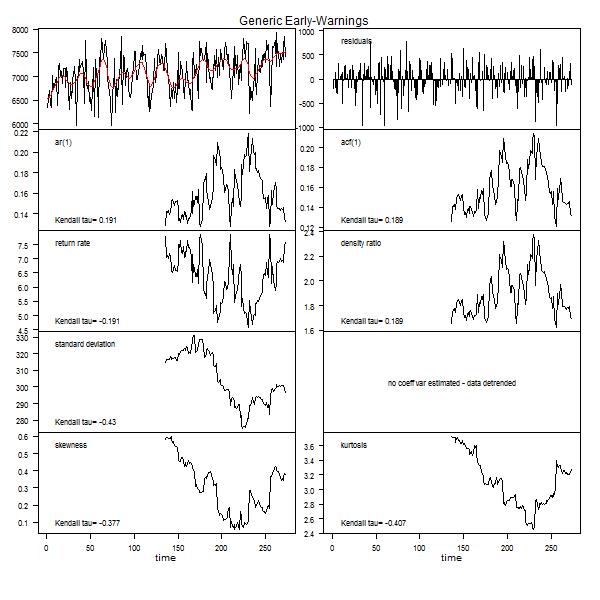 Generic Early-Warnings
8000
7500
7000
6500
6000
1000
500
0
-500
-1000
residuals
0.22
0.20
0.18
0.16
0.14
ar(1)
Kendall tau= 0.191
0.20
0.18
0.16
0.14
0.12
acf(1)
Kendall tau= 0.189
7.5
7.0
6.5
6.0
5.5
5.0
4.5
return rate
Kendall tau= -0.191
2.4
2.2
2.0
1.8
1.6
density ratio
Kendall tau= 0.189
330
320
310
300
290
280
standard deviation
Kendall tau= -0.43
no coeff var estimated - data detrended
0.6
0.5
0.4
0.3
0.2
0.1
skewness
Kendall tau= -0.377
0 50 100 150 200 250
time
3.6
3.4
3.2
3.0
2.8
2.6
2.4
kurtosis
Kendall tau= -0.407
0 50 100 150 200 250
time